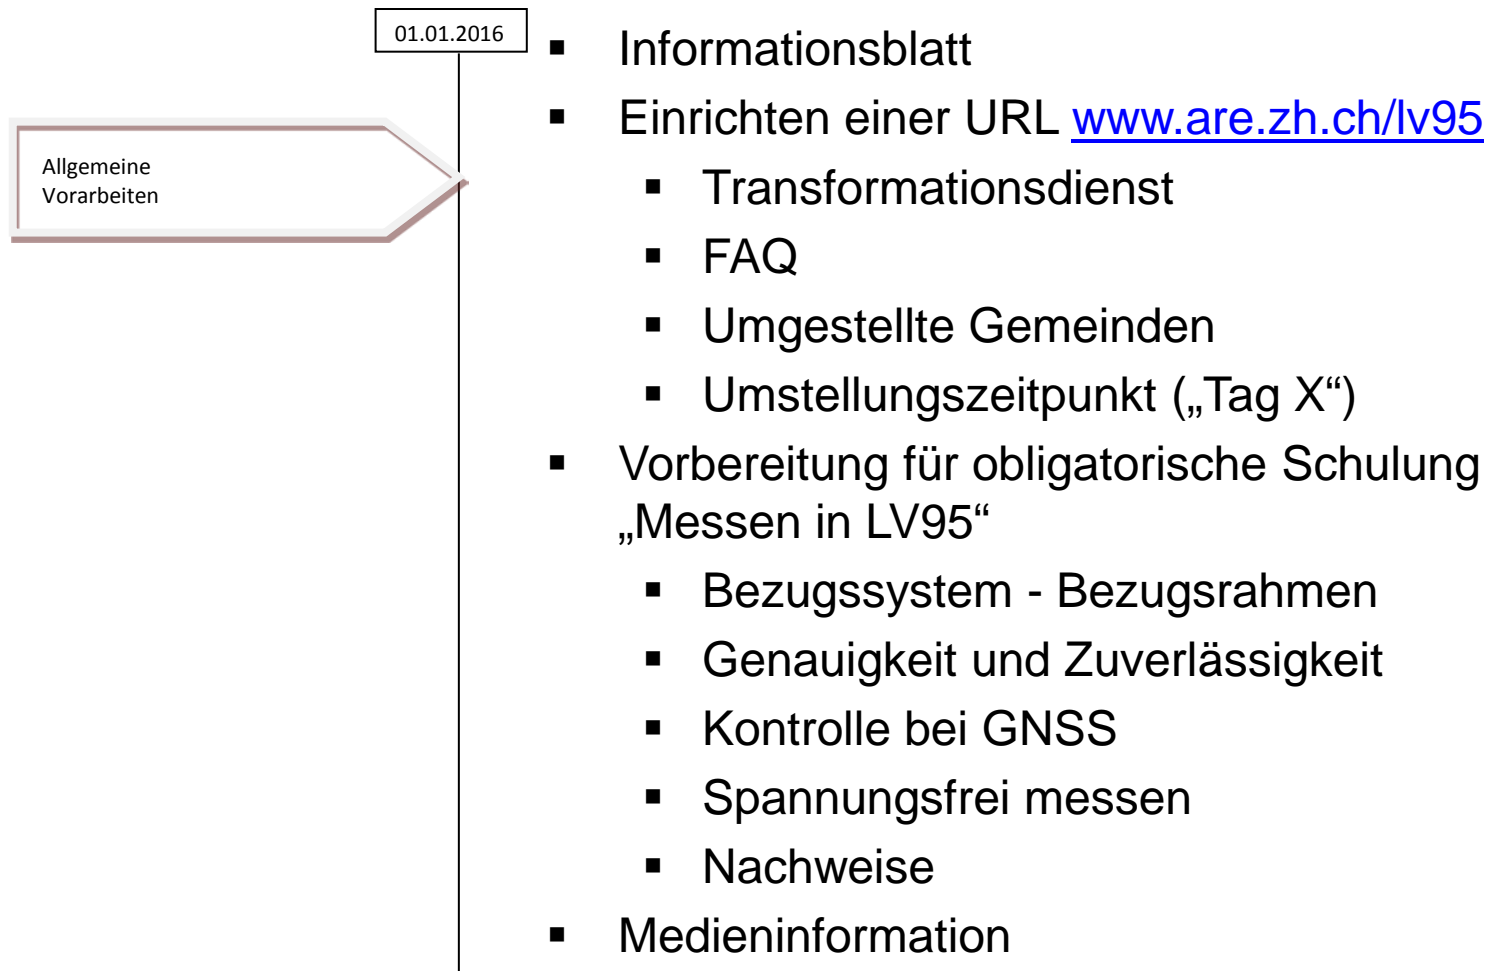 01.01.2016
Allgemeine
Vorarbeiten
▪ Informationsblatt
▪ Einrichten einer URL www.are.zh.ch/lv95
▪ Transformationsdienst
▪ FAQ
▪ Umgestellte Gemeinden
▪ Umstellungszeitpunkt („Tag X“)
▪ Vorbereitung für obligatorische Schulung
„Messen in LV95“
▪ Bezugssystem - Bezugsrahmen
▪ Genauigkeit und Zuverlässigkeit
▪ Kontrolle bei GNSS
▪ Spannungsfrei messen
▪ Nachweise
▪ Medieninformation